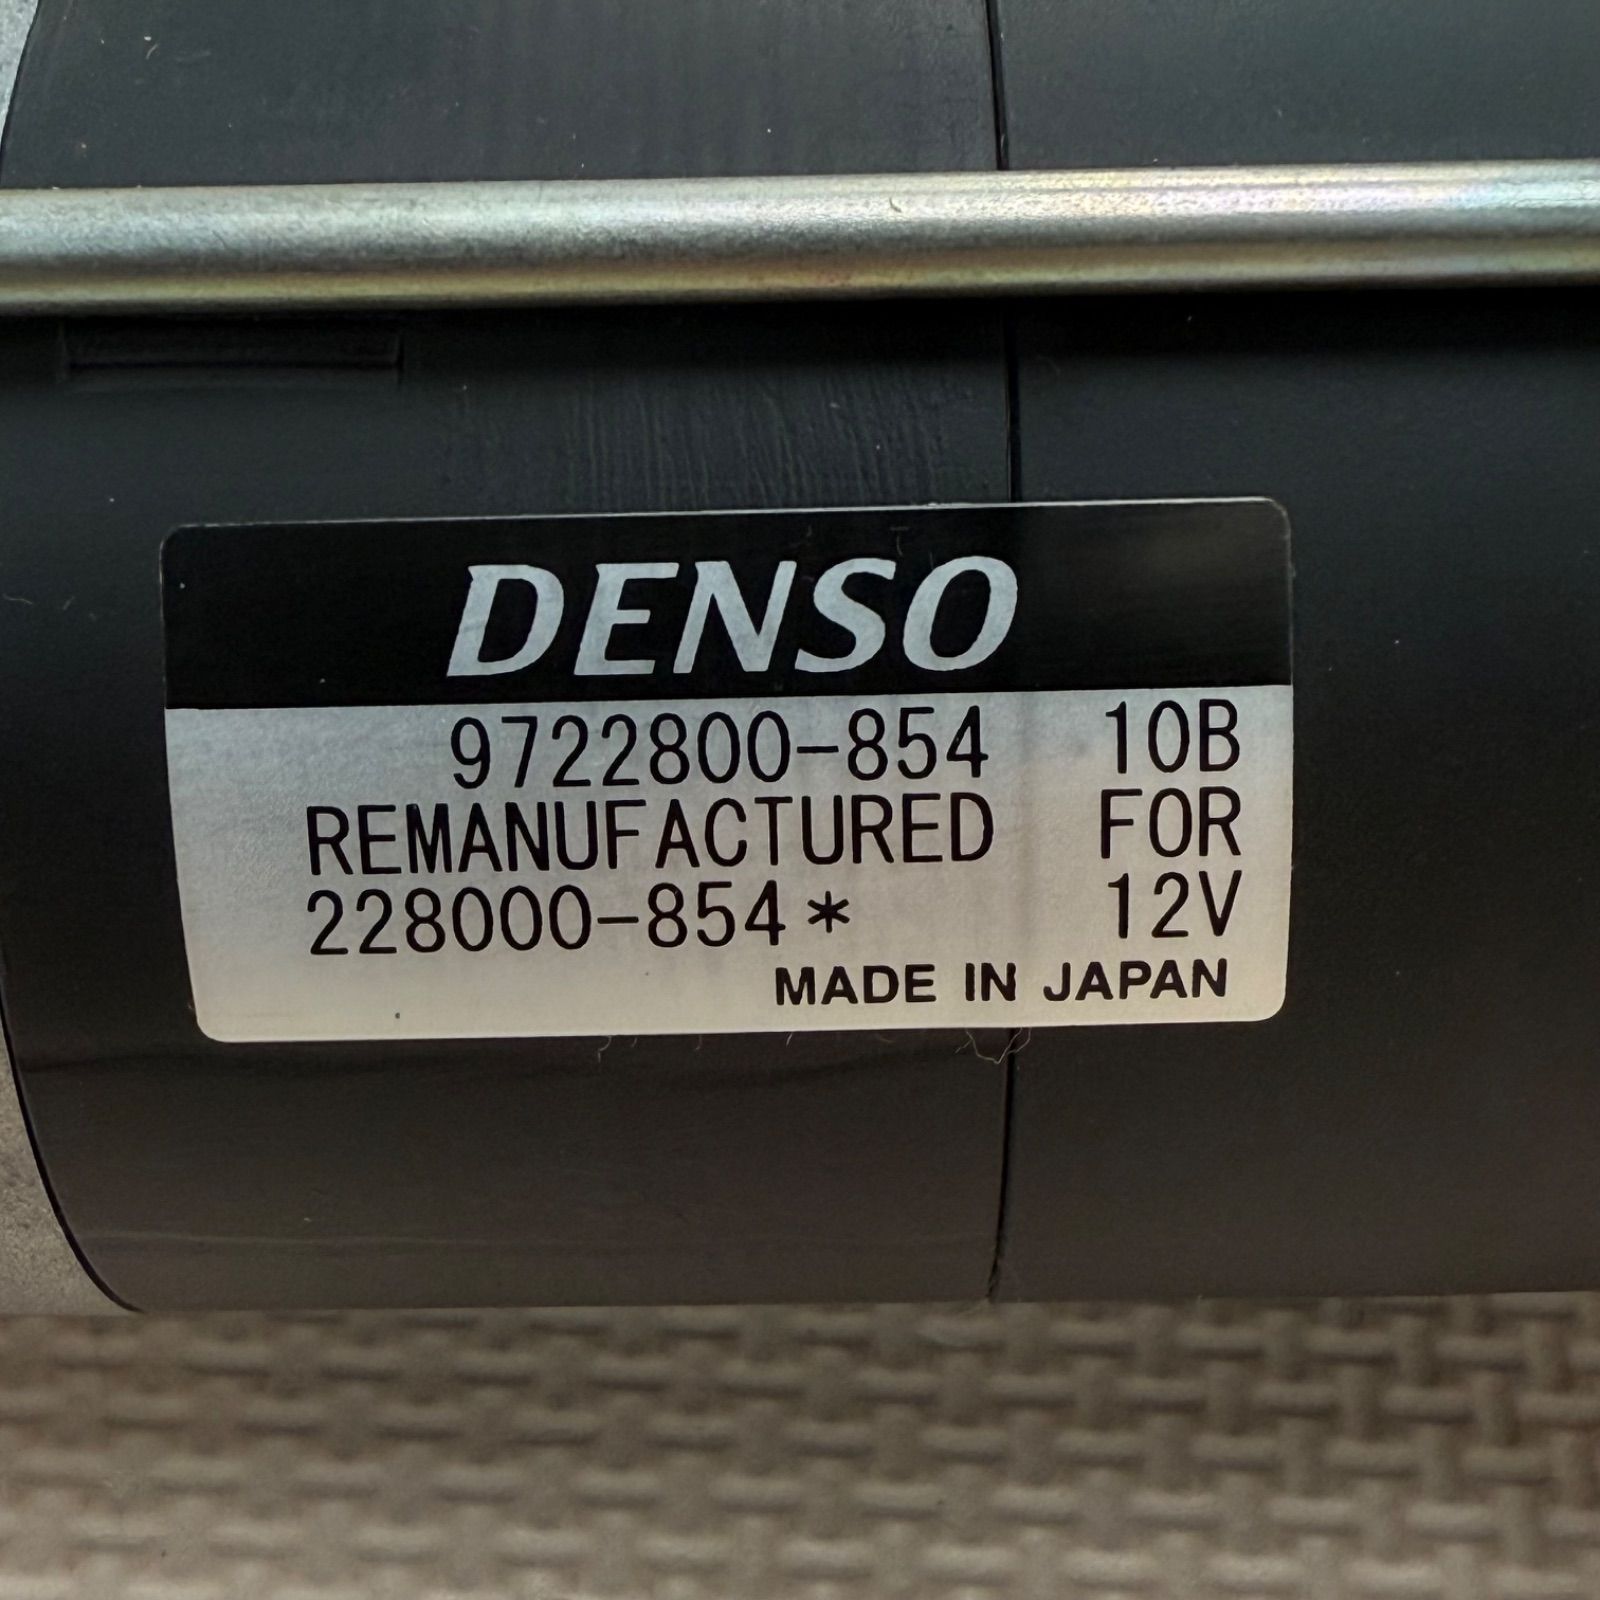 DENSO
9722800-854 10B
REMANUFACTURED FOR
228000-854* 12V
MADE IN JAPAN